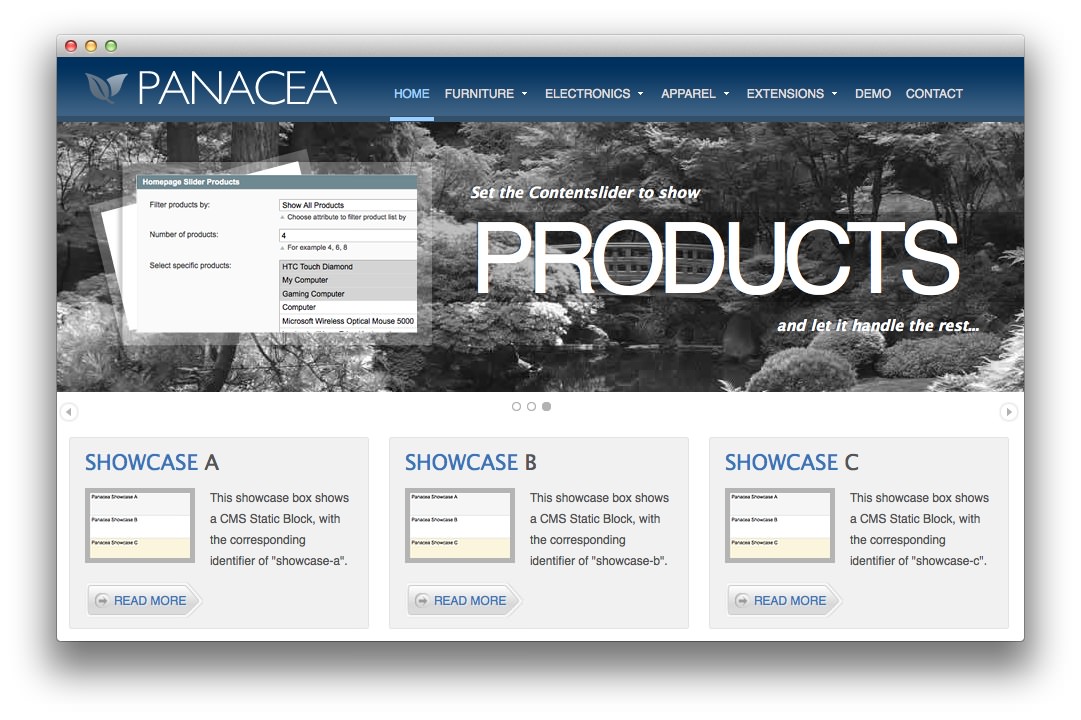 PANACEA
HOME FURNITURE ELECTRONICS APPAREL EXTENSIONS DEMO CONTACT
Homepage Slider Products
Filter products by: Show All Products
Choose attribute to filter product list by
Number of products: 4
For example 4, 6, 8
Select specific products: HTC Touch Diamond
My Computer
Gaming Computer
Computer
Microsoft Wireless Optical Mouse 5000
Set the Contentslider to show
PRODUCTS
and let it handle the rest...
SHOWCASE A
Panacea Showcase A
Panacea Showcase B
Panacea Showcase C
This showcase box shows
a CMS Static Block, with
the corresponding
identifier of "showcase-a".
READ MORE
SHOWCASE B
Panacea Showcase A
Panacea Showcase B
Panacea Showcase C
This showcase box shows
a CMS Static Block, with
the corresponding
identifier of "showcase-b".
READ MORE
SHOWCASE C
Panacea Showcase A
Panacea Showcase B
Panacea Showcase C
This showcase box shows
a CMS Static Block, with
the corresponding
identifier of "showcase-c".
READ MORE